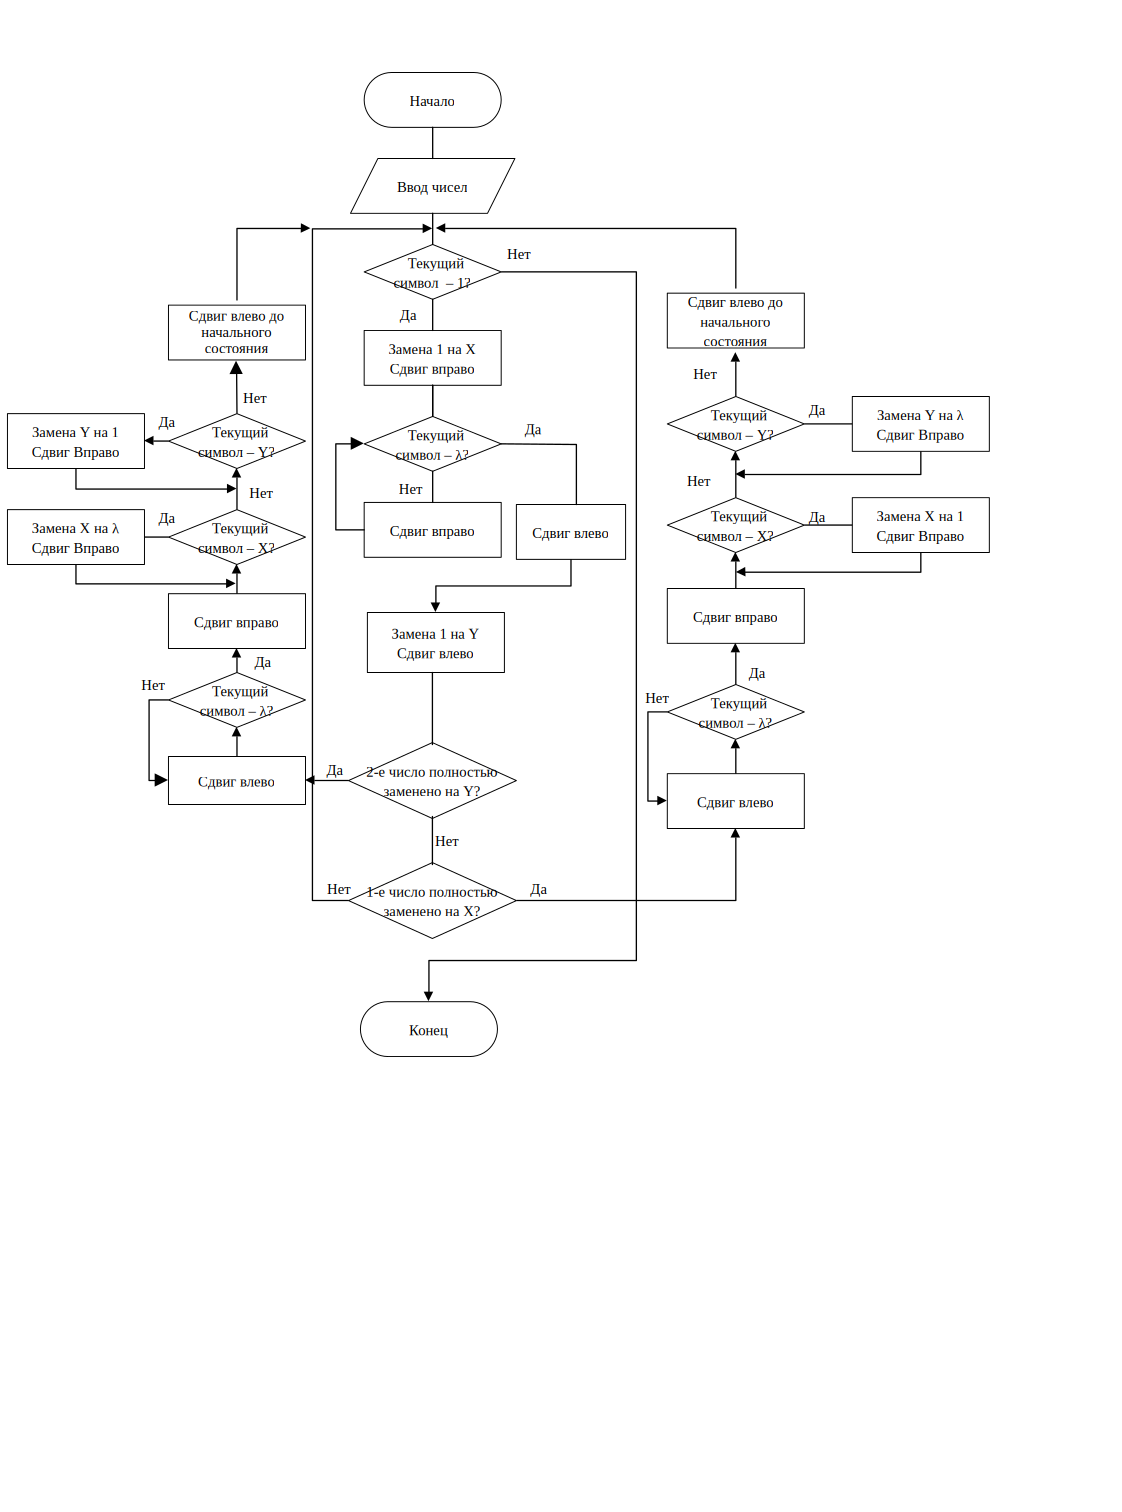 Начало
Ввод чисел
Нет
Текущий
символ – 1?
Да
Замена 1 на X
Сдвиг вправо
Текущий
символ – λ?
Да
Нет
Сдвиг вправо
Сдвиг влево
Замена 1 на Y
Сдвиг влево
2-е число полностью
заменено на Y?
Да
Нет
1-е число полностью
заменено на X?
Нет
Да
Конец
Сдвиг влево до
начального
состояния
Нет
Текущий
символ – Y?
Да
Замена Y на 1
Сдвиг Вправо
Нет
Текущий
символ – X?
Да
Замена X на λ
Сдвиг Вправо
Сдвиг вправо
Да
Нет
Текущий
символ – λ?
Сдвиг влево
Сдвиг влево до
начального
состояния
Нет
Текущий
символ – Y?
Да
Замена Y на λ
Сдвиг Вправо
Нет
Текущий
символ – X?
Да
Замена X на 1
Сдвиг Вправо
Сдвиг вправо
Да
Нет
Текущий
символ – λ?
Сдвиг влево